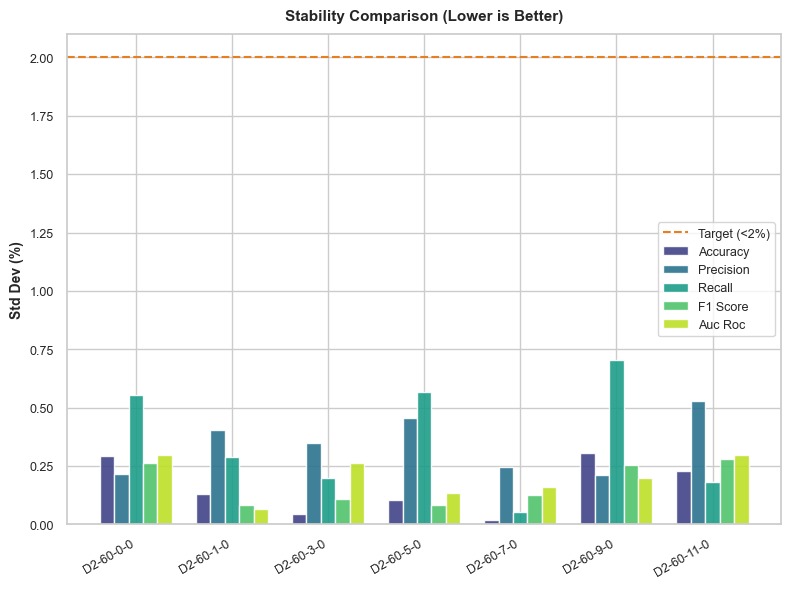 Stability Comparison (Lower is Better)
Std Dev (%)
2.00
1.75
1.50
1.25
1.00
0.75
0.50
0.25
0.00
Target (<2%)
Accuracy
Precision
Recall
F1 Score
Auc Roc
D2-60-0-0
D2-60-1-0
D2-60-3-0
D2-60-5-0
D2-60-7-0
D2-60-9-0
D2-60-11-0